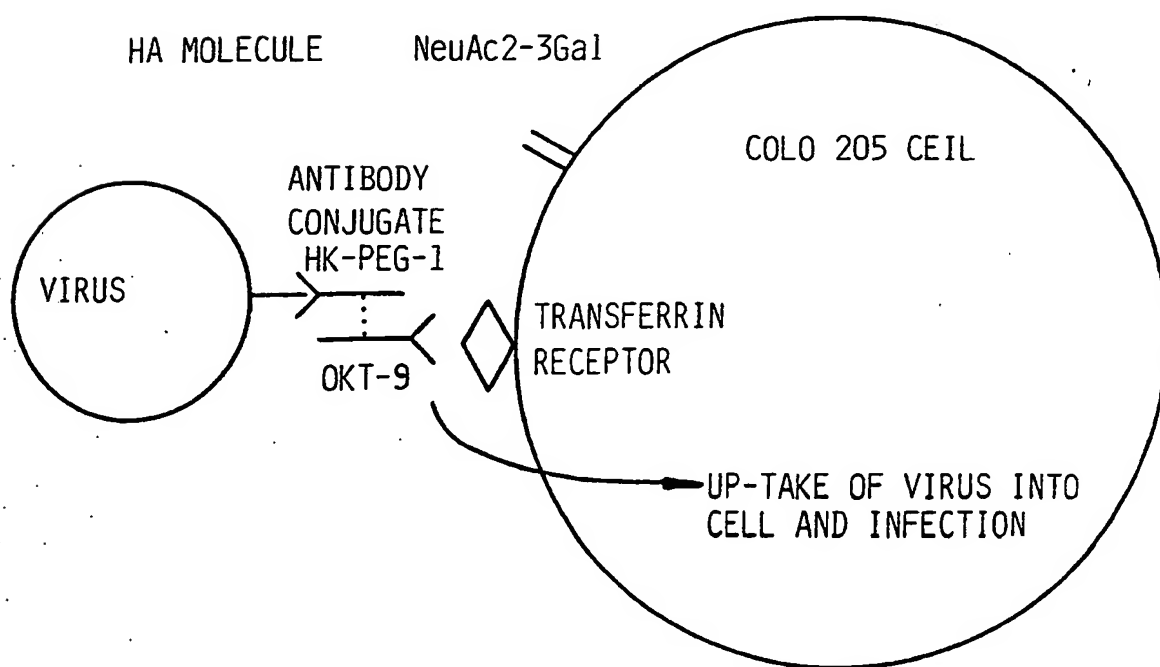 HA MOLECULE NeuAc2-3Gal
COLO 205 CEIL
ANTIBODY
CONJUGATE
HK-PEG-1
VIRUS
OKT-9
TRANSFERRIN
RECEPTOR
UP-TAKE OF VIRUS INTO
CELL AND INFECTION